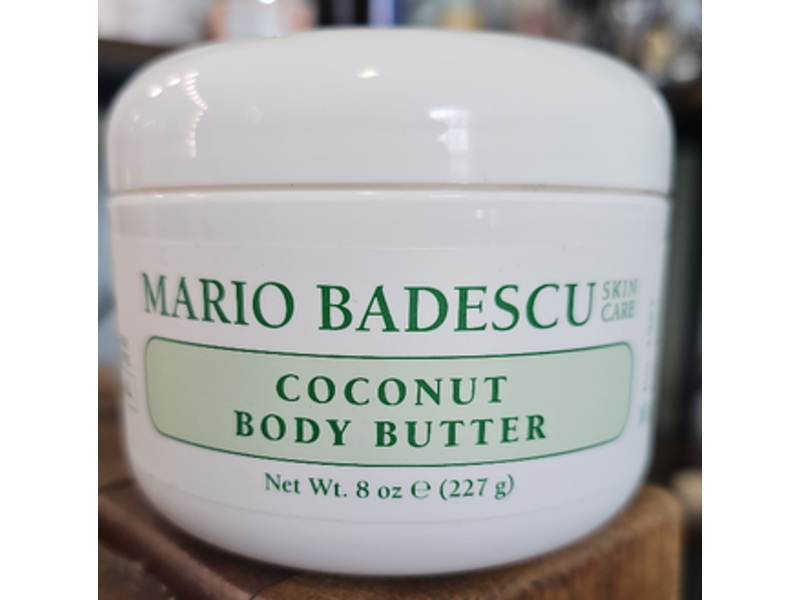 MARIO BADESCU SKIN CARE
COCONUT
BODY BUTTER
Net Wt. 8 oz ℮ (227 g)